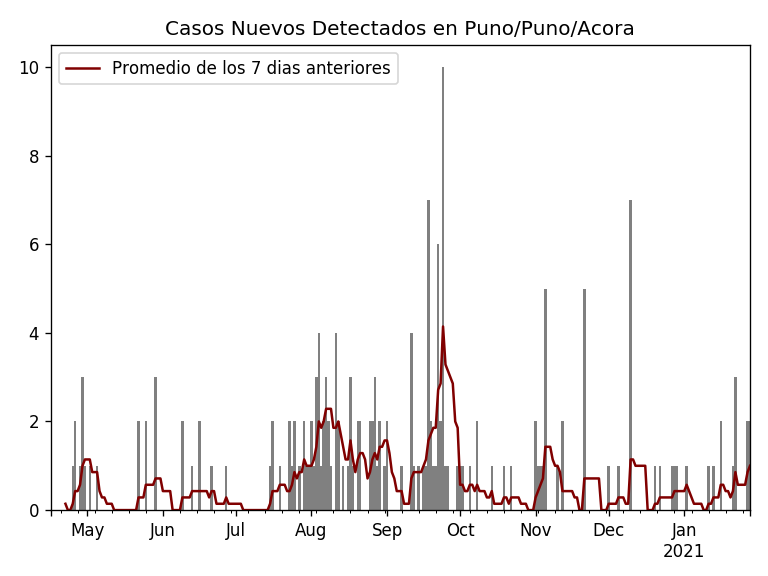 Casos Nuevos Detectados en Puno/Puno/Acora
Promedio de los 7 dias anteriores
10
8
6
4
2
0
May Jun Jul Aug Sep Oct Nov Dec Jan
2021